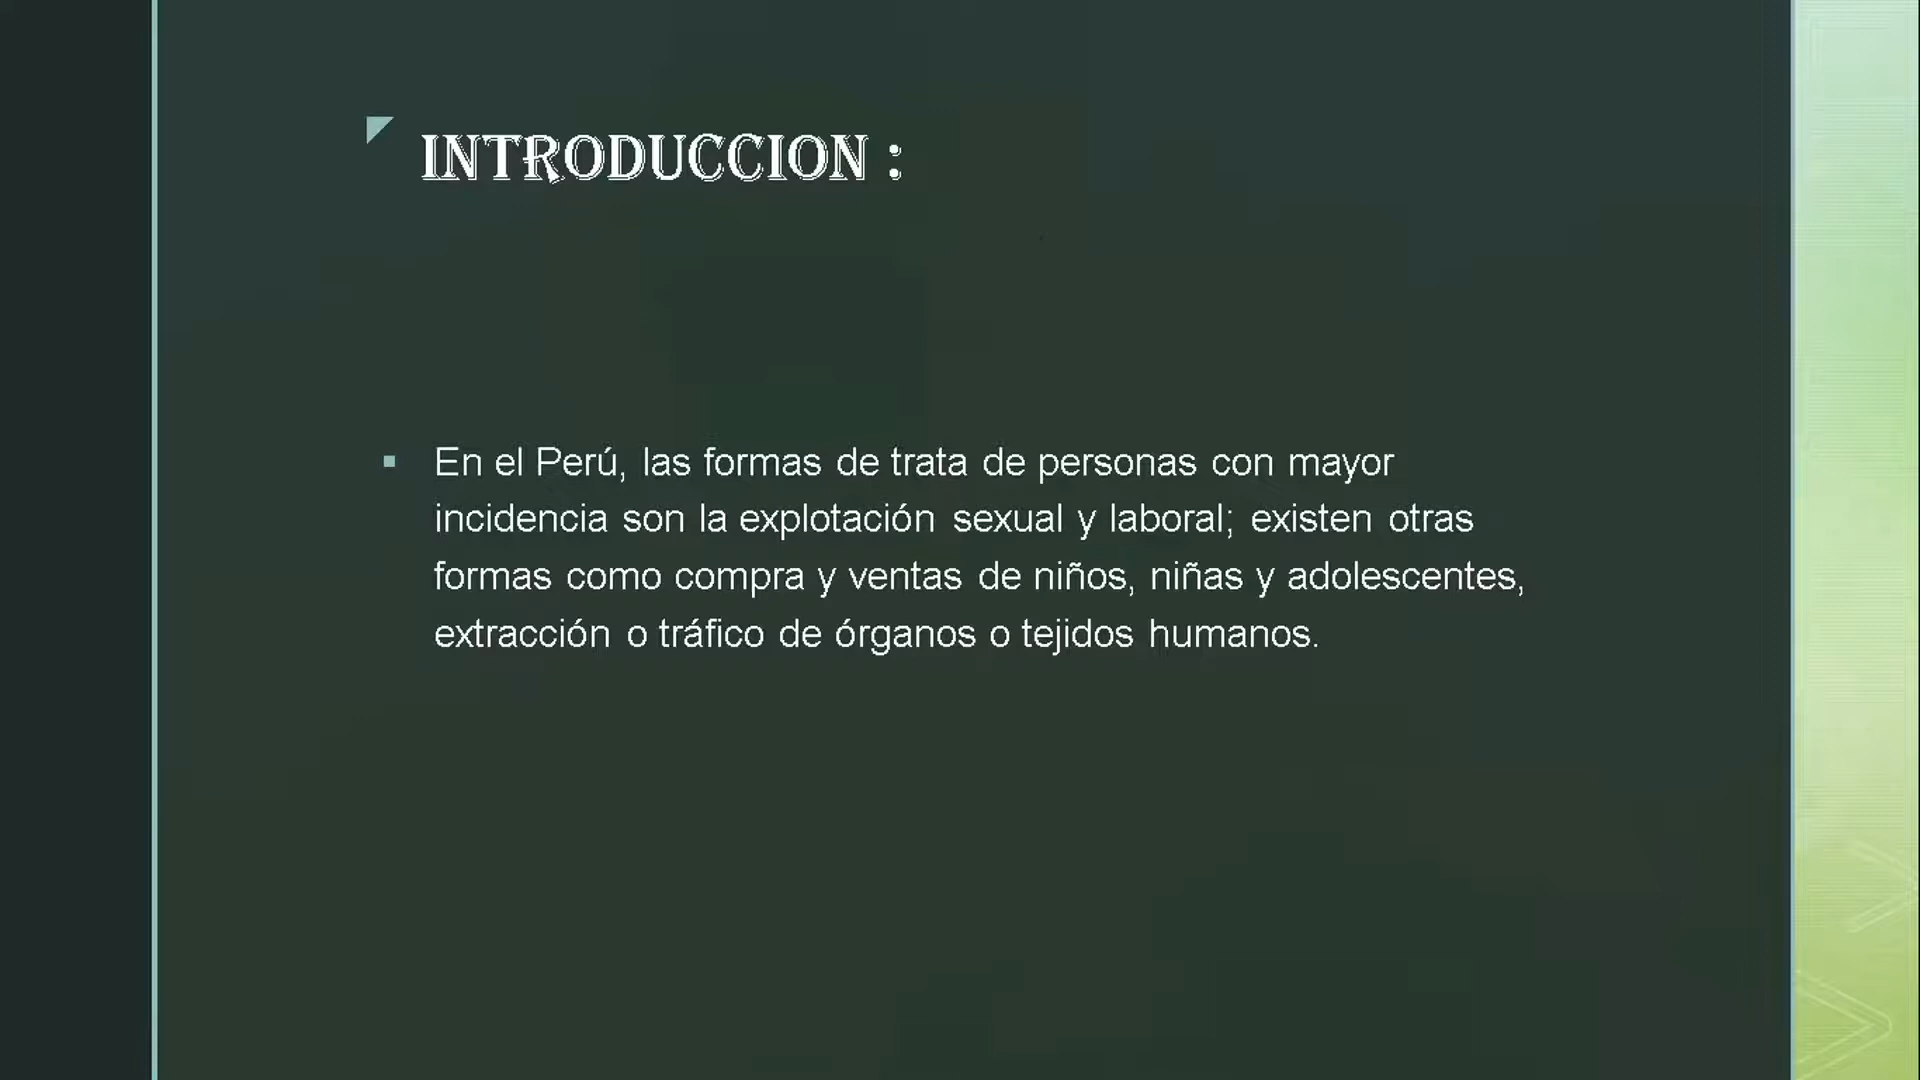 INTRODUCCION :
▪ En el Perú, las formas de trata de personas con mayor
incidencia son la explotación sexual y laboral; existen otras
formas como compra y ventas de niños, niñas y adolescentes,
extracción o tráfico de órganos o tejidos humanos.